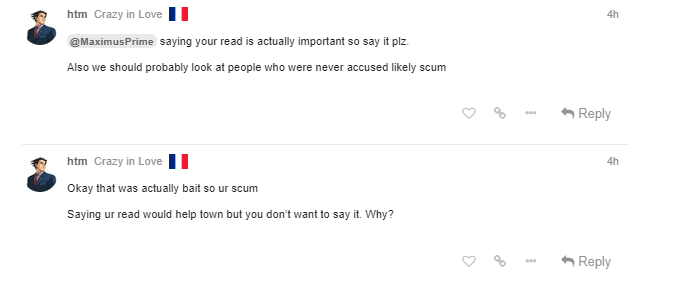 htm Crazy in Love 4h
@MaximusPrime saying your read is actually important so say it plz.
Also we should probably look at people who were never accused likely scum
Reply
htm Crazy in Love 4h
Okay that was actually bait so ur scum
Saying ur read would help town but you don't want to say it. Why?
Reply